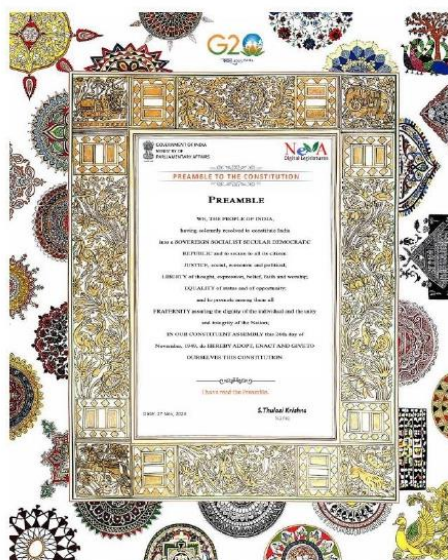 G20
GOVERNMENT OF INDIA
MINISTRY OF
PARLIAMENTARY AFFAIRS
NeVA
Digital Legislatures
PREAMBLE TO THE CONSTITUTION
PREAMBLE
WE, THE PEOPLE OF INDIA,
having solemnly resolved to constitute India
into a SOVEREIGN SOCIALIST SECULAR DEMOCRATIC
REPUBLIC and to secure to all its citizens
JUSTICE, social, economic and political;
LIBERTY of thought, expression, belief, faith and worship;
EQUALITY of status and of opportunity;
and to promote among them all
FRATERNITY assuring the dignity of the individual and the unity
and integrity of the Nation;
IN OUR CONSTITUENT ASSEMBLY this 26th day of
November, 1949, do HEREBY ADOPT, ENACT AND GIVE TO
OURSELVES THIS CONSTITUTION
I have read the Preamble.
S.Thulasi Krishna
Date: 27 Nov, 2023